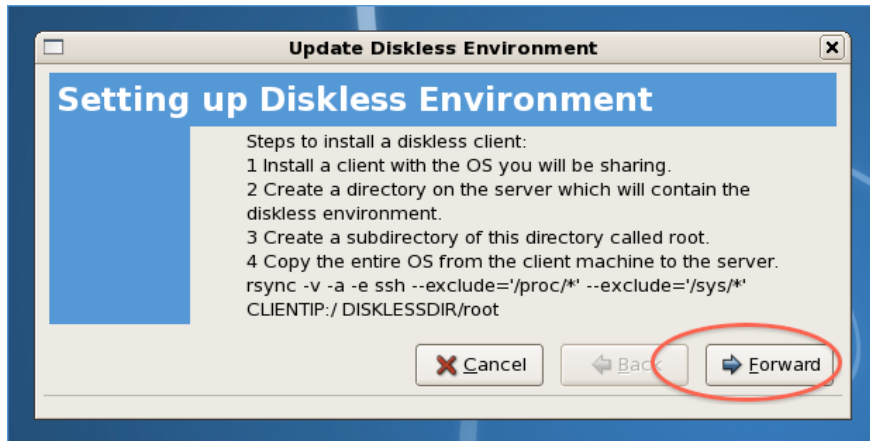 Update Diskless Environment
Setting up Diskless Environment
Steps to install a diskless client:
1 Install a client with the OS you will be sharing.
2 Create a directory on the server which will contain the
diskless environment.
3 Create a subdirectory of this directory called root.
4 Copy the entire OS from the client machine to the server.
rsync -v -a -e ssh --exclude='/proc/*' --exclude='/sys/*'
CLIENTIP:/ DISKLESSDIR/root
Cancel Back Forward